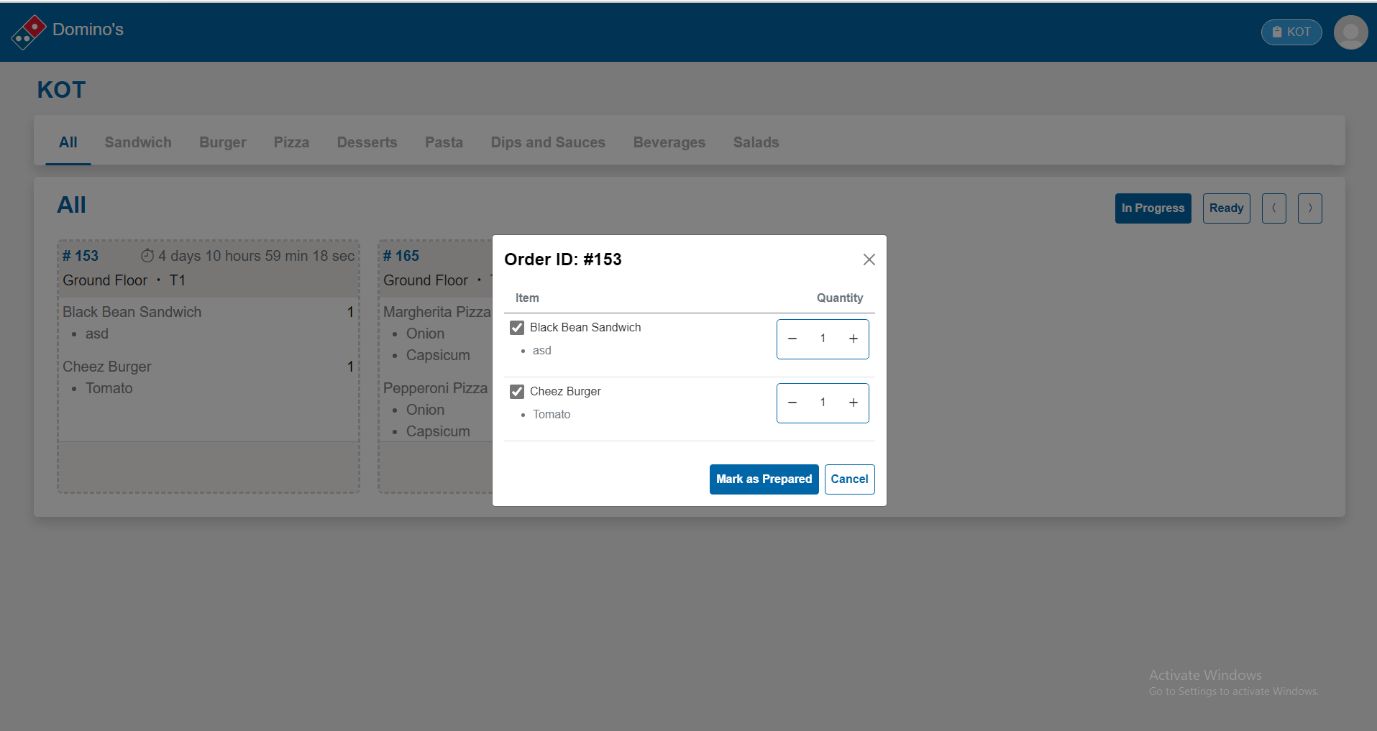 Domino's
KOT
KOT
All Sandwich Burger Pizza Desserts Pasta Dips and Sauces Beverages Salads
All
In Progress Ready
# 153 4 days 10 hours 59 min 18 sec
Ground Floor · T1
Black Bean Sandwich 1
• asd
Cheez Burger 1
• Tomato
# 165
Ground Floor ·
Margherita Pizza
• Onion
• Capsicum
Pepperoni Pizza
• Onion
• Capsicum
Order ID: #153
Item Quantity
Black Bean Sandwich − 1 +
• asd
Cheez Burger − 1 +
• Tomato
Mark as Prepared Cancel
Activate Windows
Go to Settings to activate Windows.